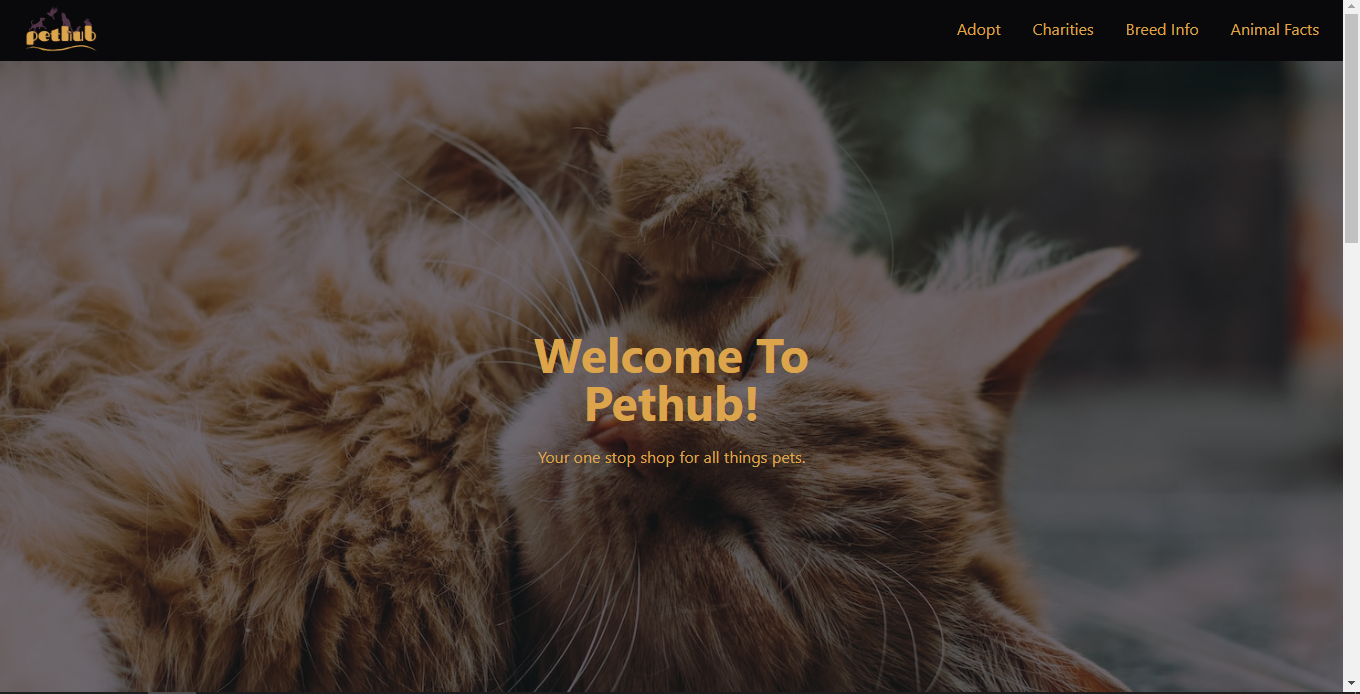 pethub
Adopt
Charities
Breed Info
Animal Facts
Welcome To
Pethub!
Your one stop shop for all things pets.